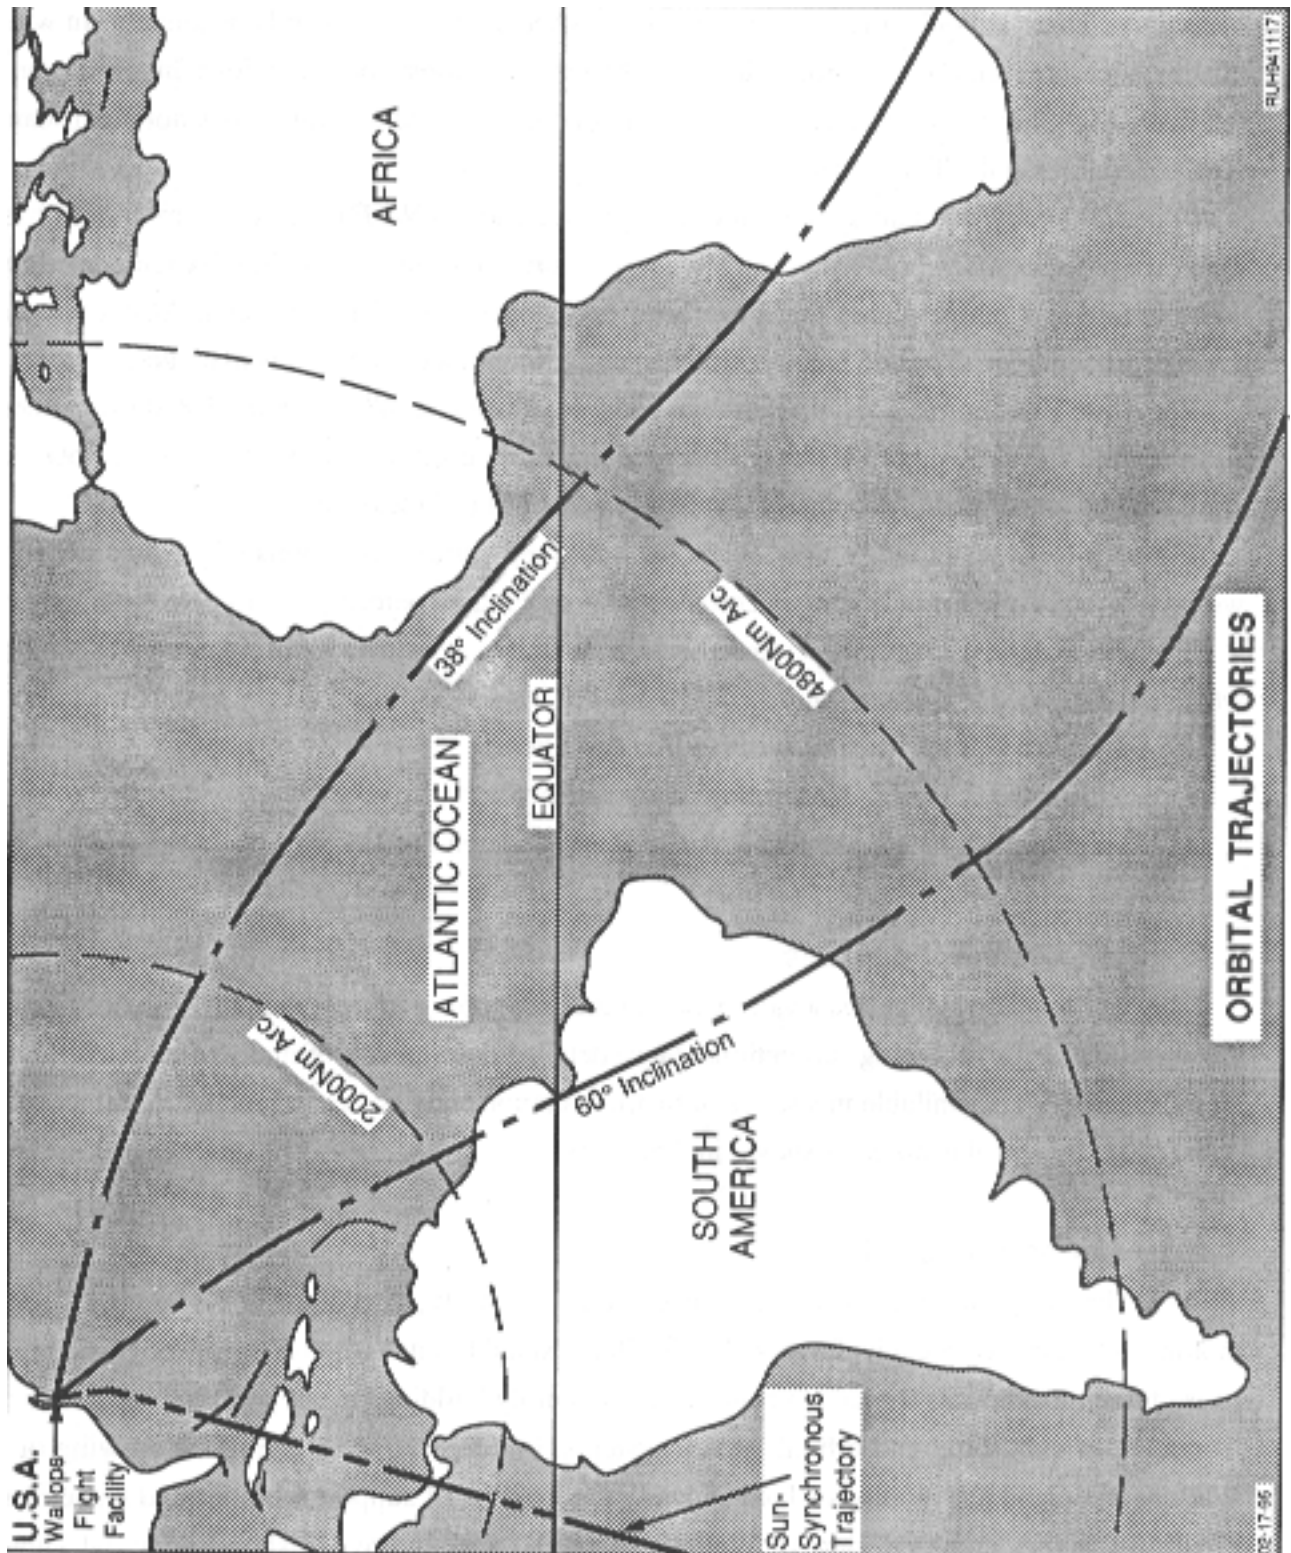 U.S.A.
Wallops
Flight
Facility
AFRICA
2000Nm Arc
38° Inclination
ATLANTIC OCEAN
EQUATOR
4800Nm Arc
60° Inclination
SOUTH
AMERICA
Sun-
Synchronous
Trajectory
ORBITAL TRAJECTORIES
02-17-95
RUH941117